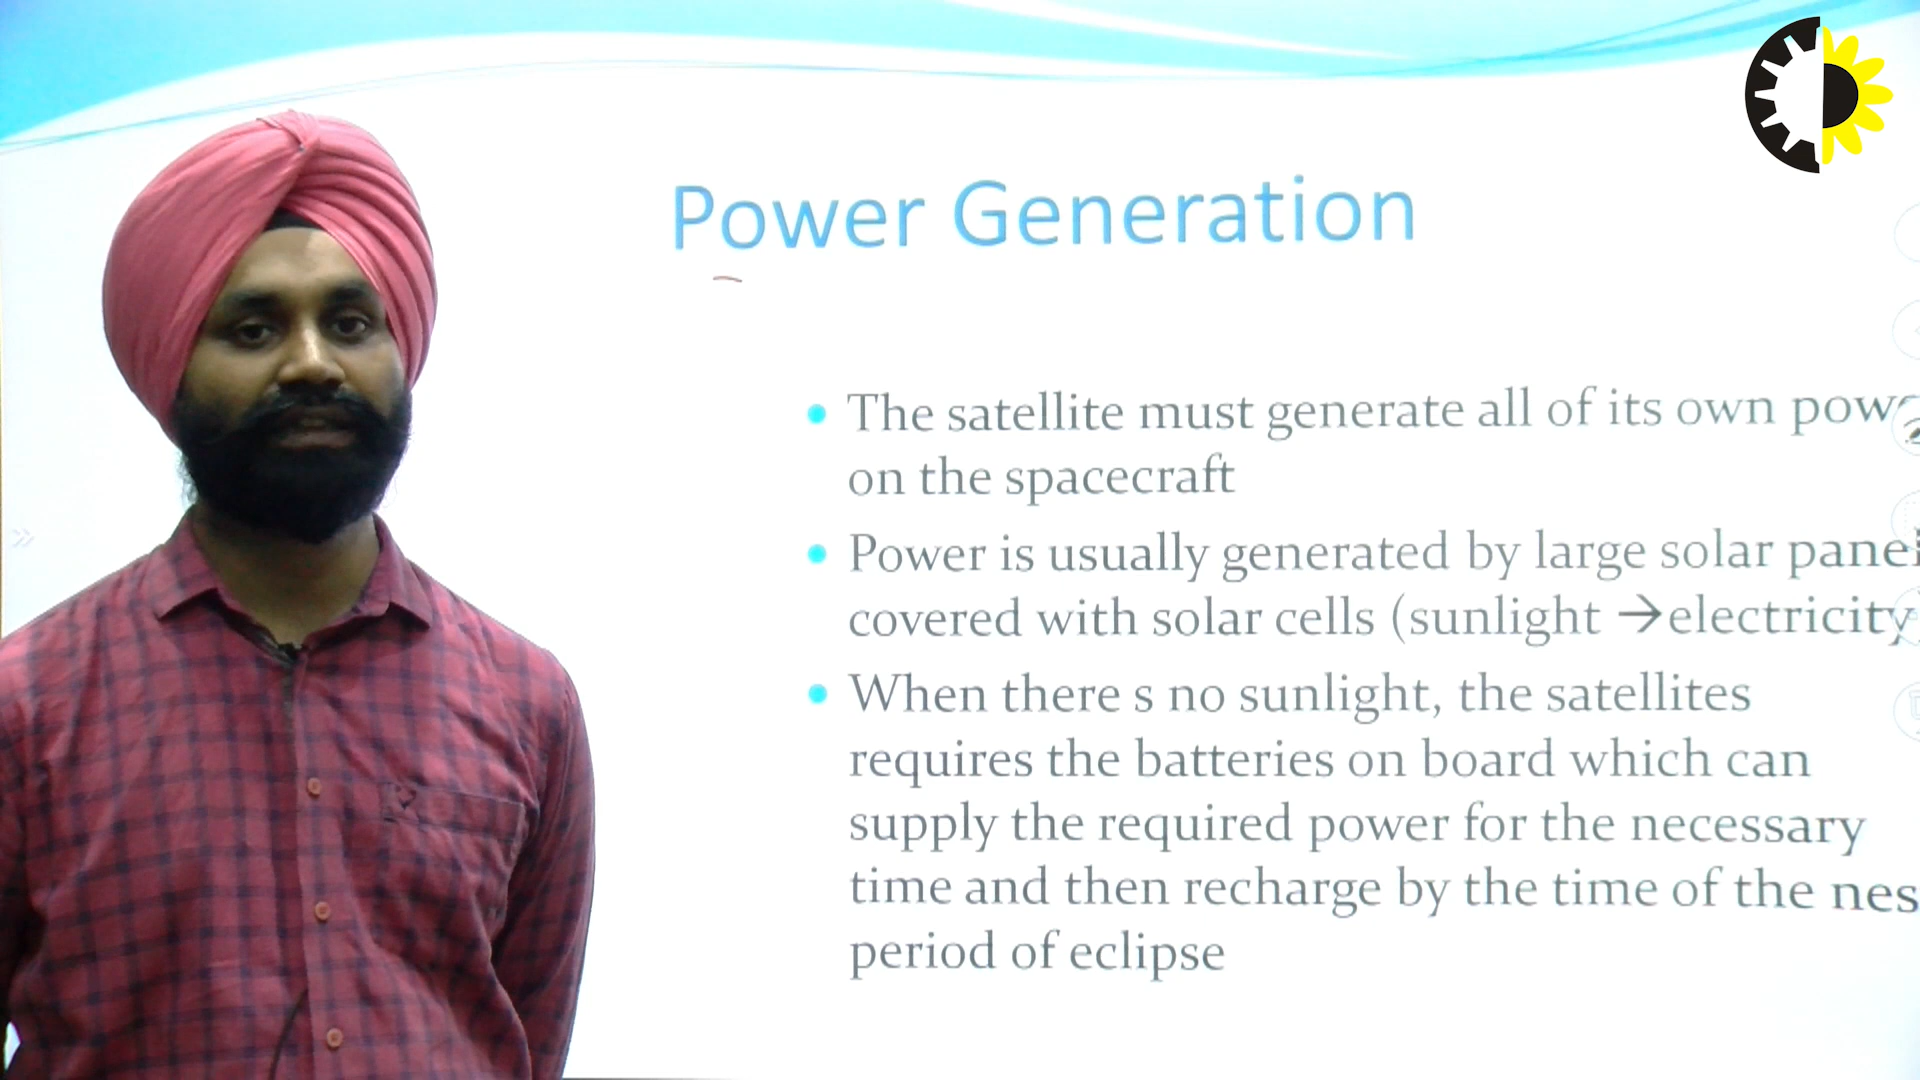 Power Generation
The satellite must generate all of its own
on the spacecraft
Power is usually generated by large solar
covered with solar cells (sunlight →electricity
When there s no sunlight, the satellites
requires the batteries on board which can
supply the required power for the necessary
time and then recharge by the time of the nes
period of eclipse